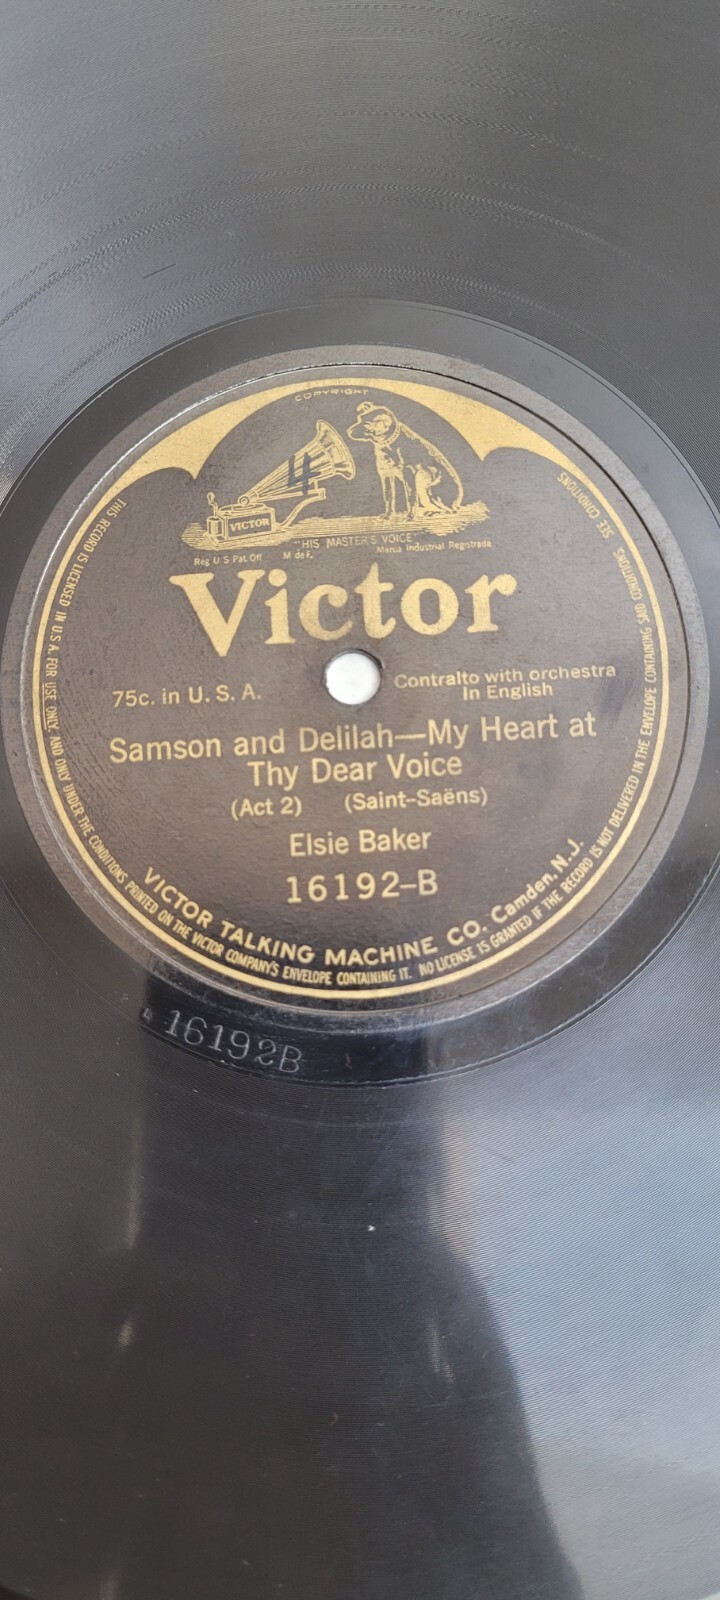 COPYRIGHT
4
VICTOR
"HIS MASTER'S VOICE"
Reg U S Pat. Off M de F. Marca Industrial Registrada
Victor
75c. in U. S. A.
Contralto with orchestra
In English
Samson and Delilah—My Heart at
Thy Dear Voice
(Act 2) (Saint-Saëns)
Elsie Baker
16192-B
VICTOR TALKING MACHINE CO. Camden, N.J.
THIS RECORD IS LICENSED IN U.S.A. FOR USE ONLY, AND ONLY UNDER THE CONDITIONS PRINTED ON THE VICTOR COMPANY'S ENVELOPE CONTAINING IT. NO LICENSE IS GRANTED IF THE RECORD IS NOT DELIVERED IN THE ENVELOPE CONTAINING SAID CONDITIONS. SEE CONDITIONS.
4 16192B